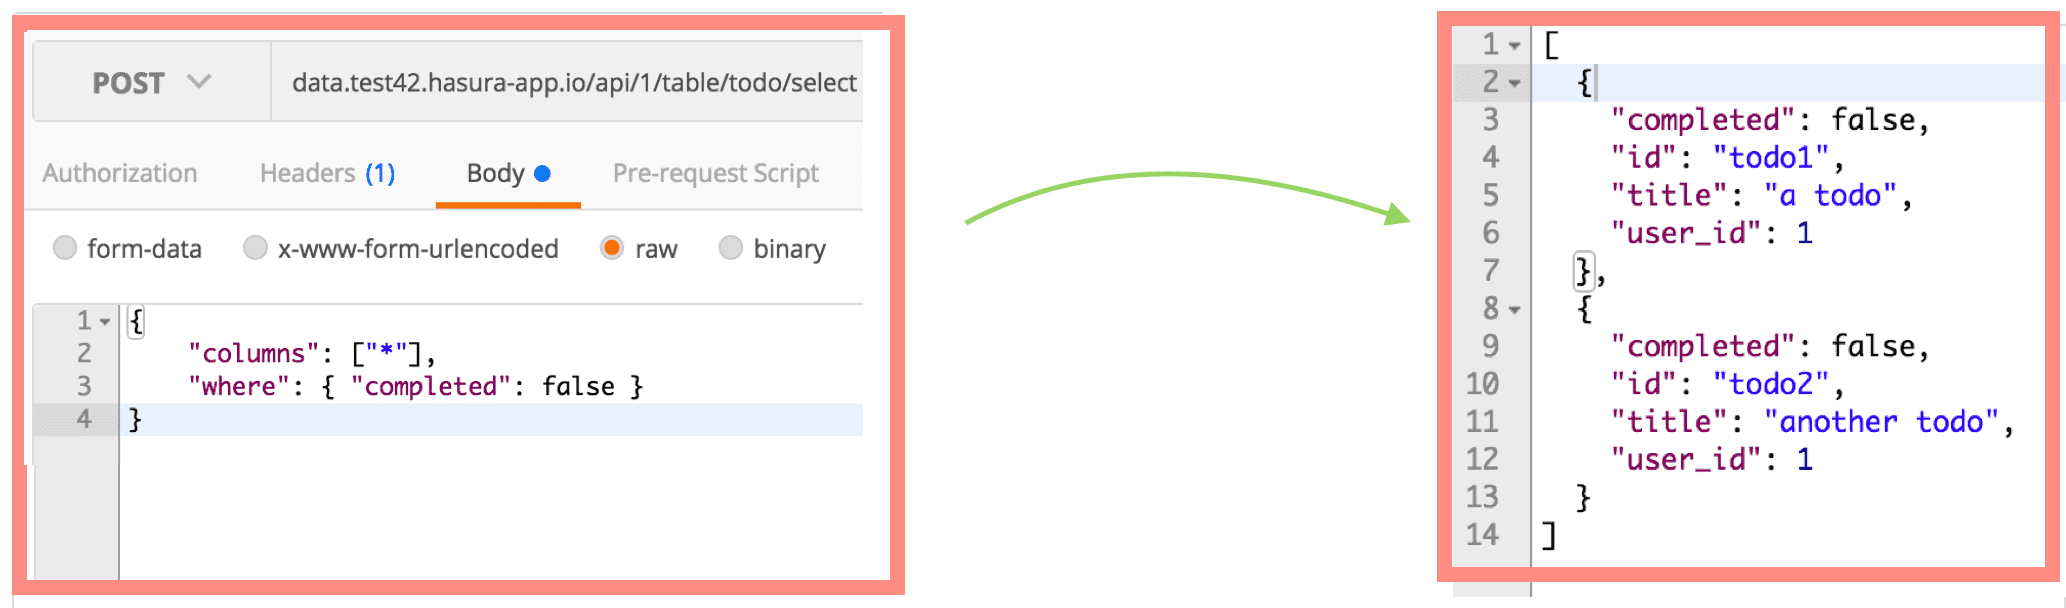 POST data.test42.hasura-app.io/api/1/table/todo/select
Authorization Headers (1) Body Pre-request Script
form-data x-www-form-urlencoded raw binary
1 {
2 "columns": ["*"],
3 "where": { "completed": false }
4 }
1 [
2 {
3 "completed": false,
4 "id": "todo1",
5 "title": "a todo",
6 "user_id": 1
7 },
8 {
9 "completed": false,
10 "id": "todo2",
11 "title": "another todo",
12 "user_id": 1
13 }
14 ]